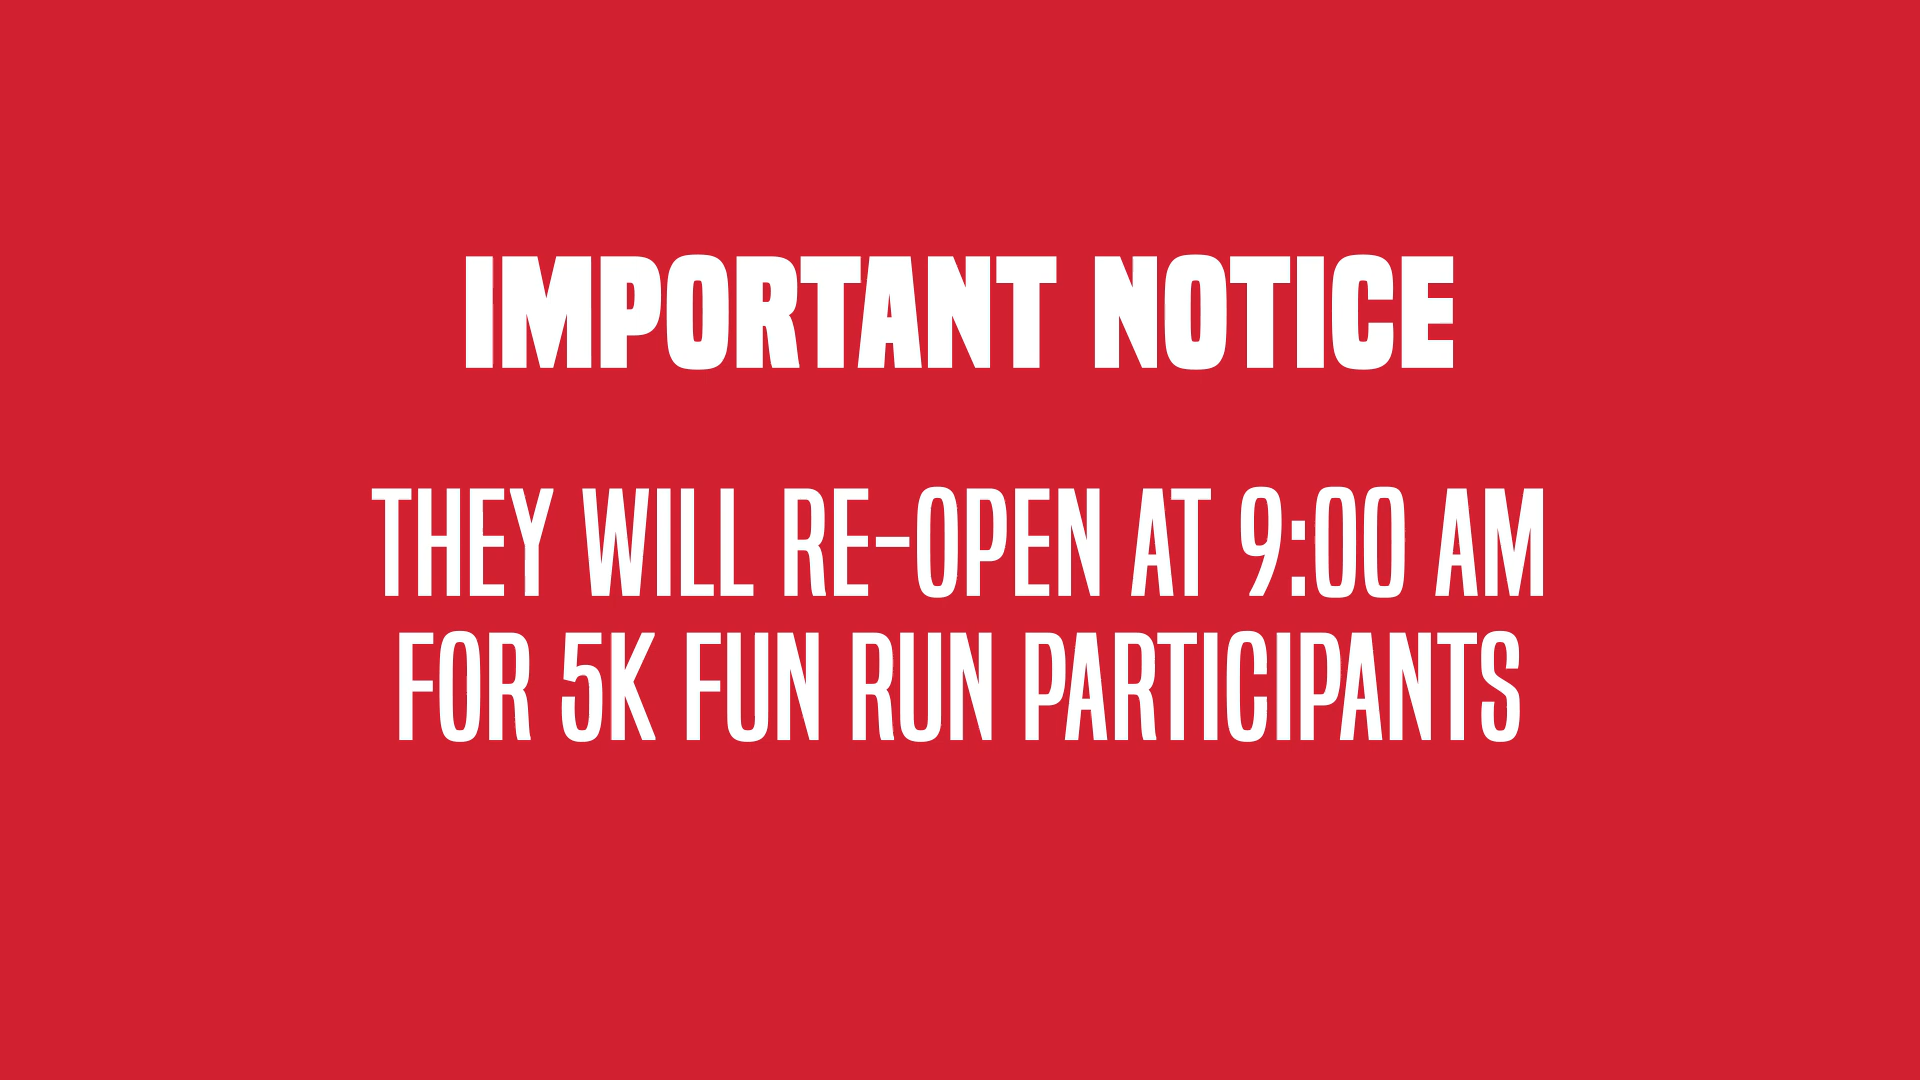 IMPORTANT NOTICE
THEY WILL RE-OPEN AT 9:00 AM
FOR 5K FUN RUN PARTICIPANTS